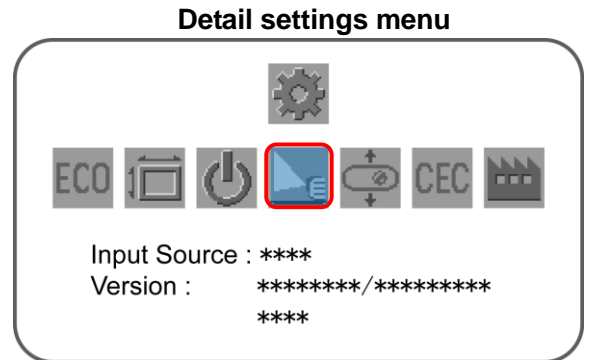 Detail settings menu
ECO CEC
Input Source : ****
Version : ********/*********
****